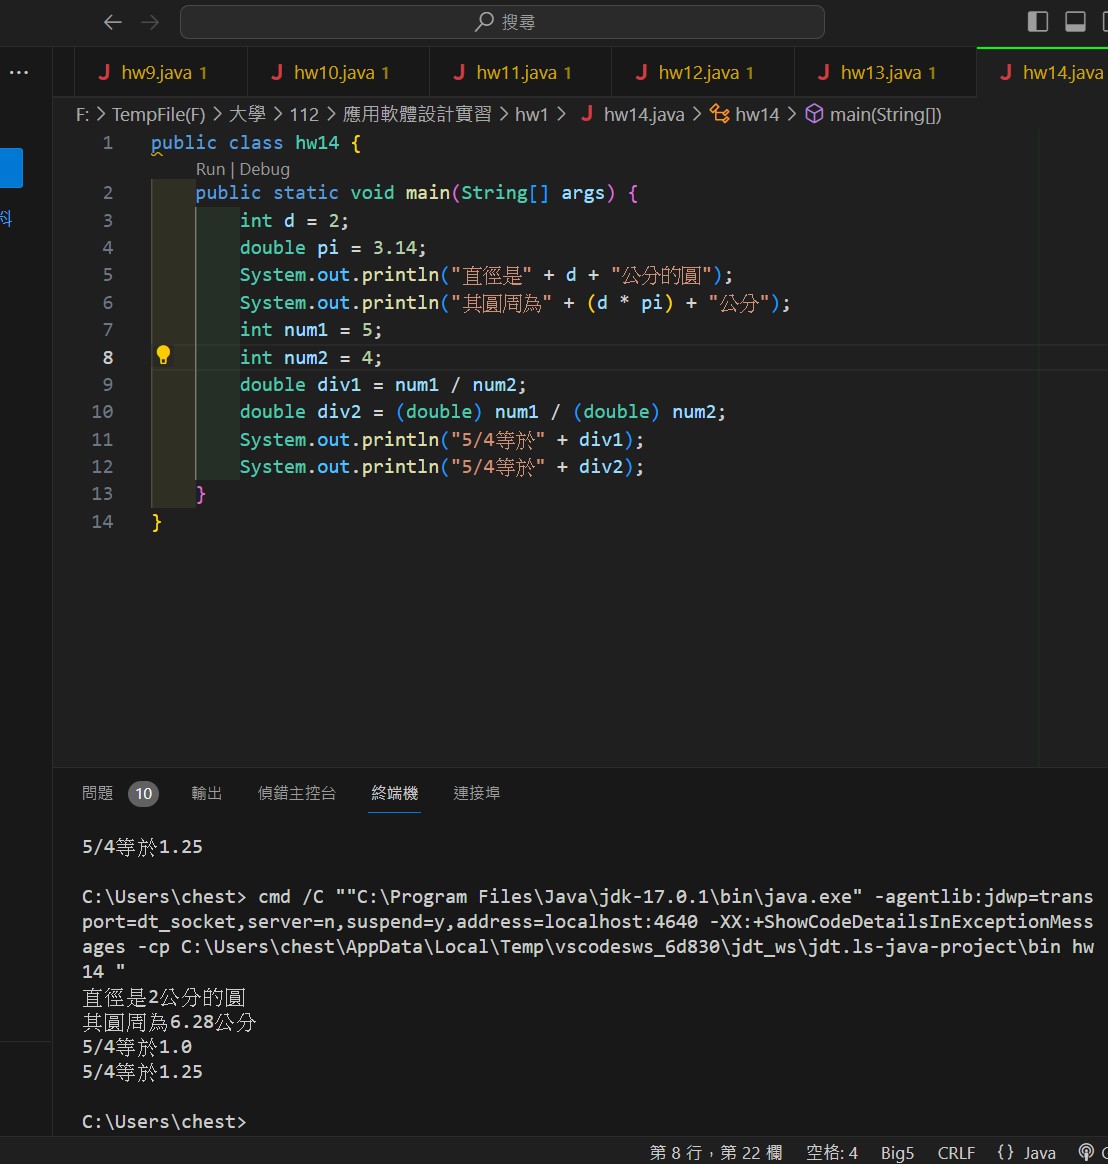 搜尋
hw9.java 1 hw10.java 1 hw11.java 1 hw12.java 1 hw13.java 1 hw14.java
F: > TempFile(F) > 大學 > 112 > 應用軟體設計實習 > hw1 > hw14.java > hw14 > main(String[])
1 public class hw14 {
Run | Debug
料
2 public static void main(String[] args) {
3 int d = 2;
4 double pi = 3.14;
5 System.out.println("直徑是" + d + "公分的圓");
6 System.out.println("其圓周為" + (d * pi) + "公分");
7 int num1 = 5;
8 int num2 = 4;
9 double div1 = num1 / num2;
10 double div2 = (double) num1 / (double) num2;
11 System.out.println("5/4等於" + div1);
12 System.out.println("5/4等於" + div2);
13 }
14 }
問題 10 輸出 偵錯主控台 終端機 連接埠
5/4等於1.25
C:\Users\chest> cmd /C ""C:\Program Files\Java\jdk-17.0.1\bin\java.exe" -agentlib:jdwp=trans
port=dt_socket,server=n,suspend=y,address=localhost:4640 -XX:+ShowCodeDetailsInExceptionMess
ages -cp C:\Users\chest\AppData\Local\Temp\vscodesws_6d830\jdt_ws\jdt.ls-java-project\bin hw
14 "
直徑是2公分的圓
其圓周為6.28公分
5/4等於1.0
5/4等於1.25
C:\Users\chest>
第 8 行，第 22 欄 空格: 4 Big5 CRLF {} Java